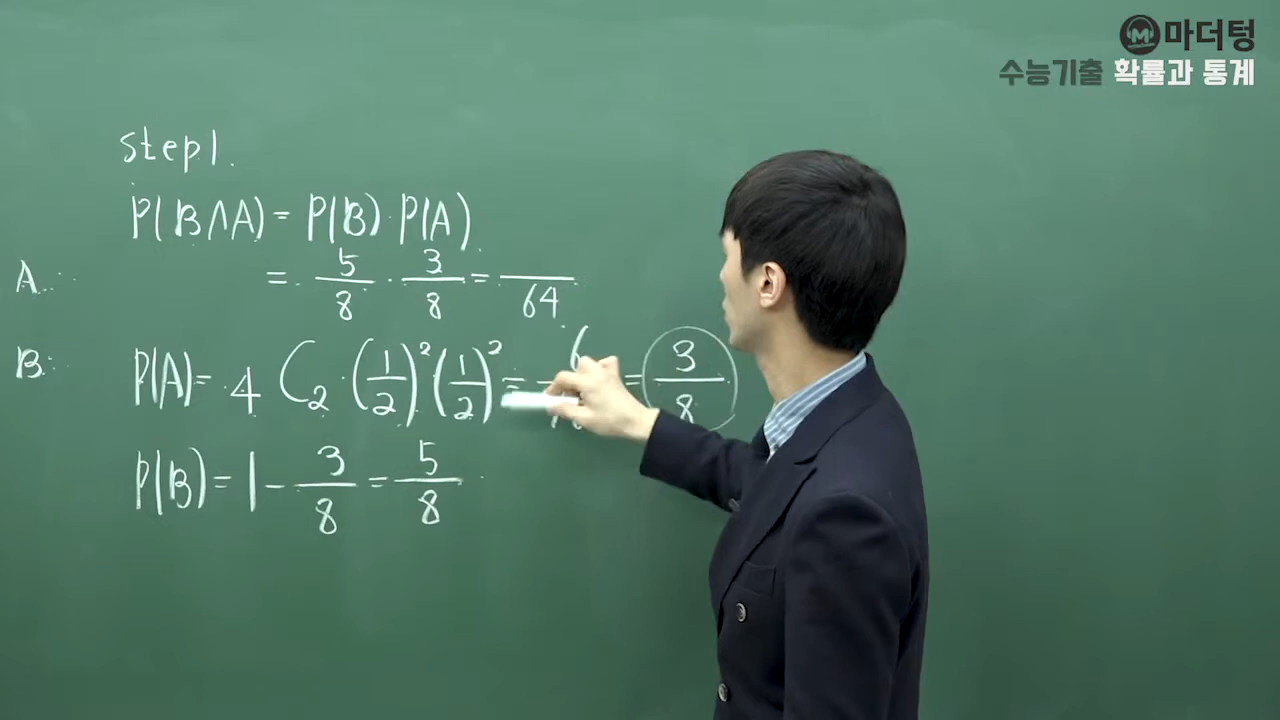 마더텅
수능기출 확률과 통계
step1.
P(B∩A) = P(B)·P(A)
A: = 5/8 · 3/8 = /64
B: P(A) = 4C2 · (1/2)² (1/2)² = 6/ = 3/8
P(B) = 1 - 3/8 = 5/8